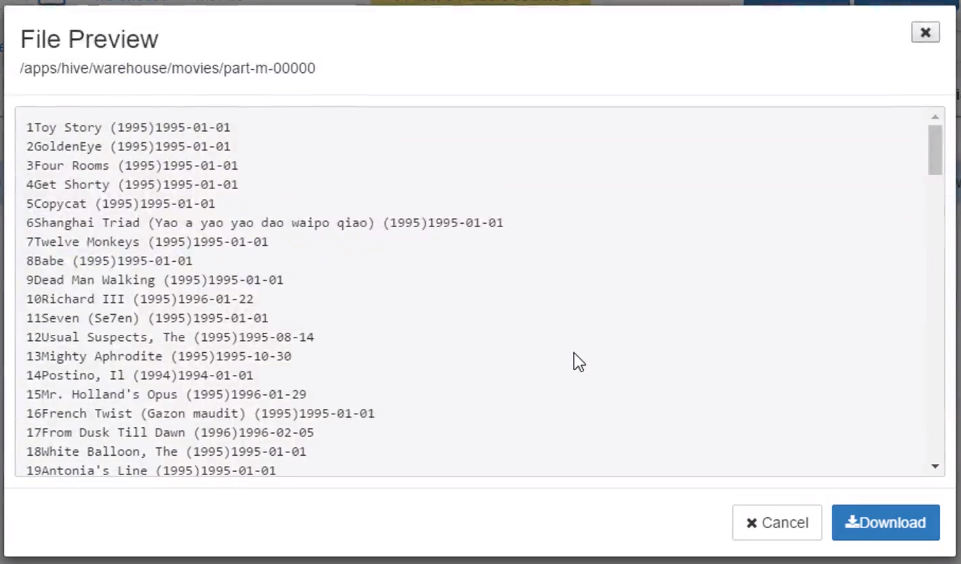 File Preview
/apps/hive/warehouse/movies/part-m-00000
1Toy Story (1995)1995-01-01
2GoldenEye (1995)1995-01-01
3Four Rooms (1995)1995-01-01
4Get Shorty (1995)1995-01-01
5Copycat (1995)1995-01-01
6Shanghai Triad (Yao a yao yao dao waipo qiao) (1995)1995-01-01
7Twelve Monkeys (1995)1995-01-01
8Babe (1995)1995-01-01
9Dead Man Walking (1995)1995-01-01
10Richard III (1995)1996-01-22
11Seven (Se7en) (1995)1995-01-01
12Usual Suspects, The (1995)1995-08-14
13Mighty Aphrodite (1995)1995-10-30
14Postino, Il (1994)1994-01-01
15Mr. Holland's Opus (1995)1996-01-29
16French Twist (Gazon maudit) (1995)1995-01-01
17From Dusk Till Dawn (1996)1996-02-05
18White Balloon, The (1995)1995-01-01
19Antonia's Line (1995)1995-01-01
Cancel
Download